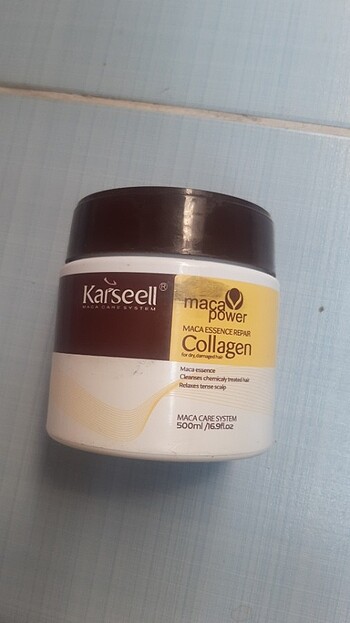 Karseell®
MACA CARE SYSTEM
maca
power
MACA ESSENCE REPAIR
Collagen
for dry, damaged hair
Maca essence
Cleanses chemicaly treated hair
Relaxes tense scalp
MACA CARE SYSTEM
500ml /16.9fl.oz